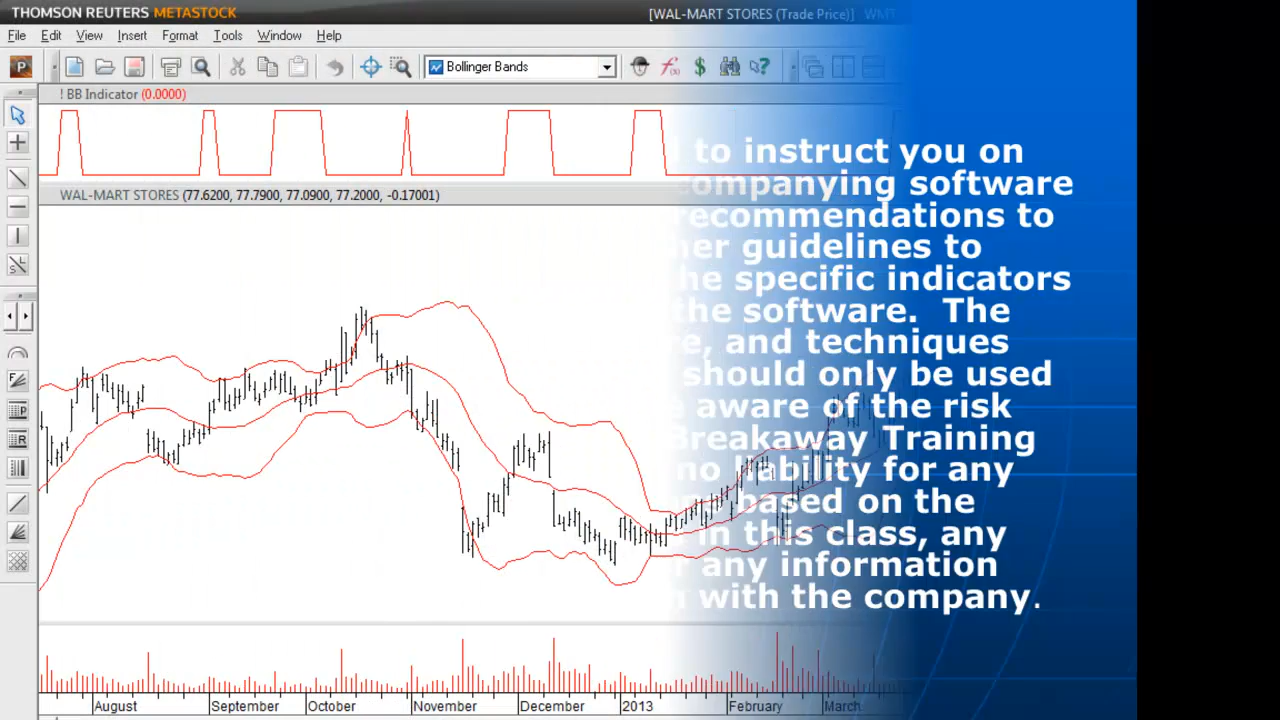 THOMSON REUTERS METASTOCK
[WAL-MART STORES (Trade Price)]
File Edit View Insert Format Tools Window Help
P Bollinger Bands
! BB Indicator (0.0000)
WAL-MART STORES (77.6200, 77.7900, 77.0900, 77.2000, -0.17001)
to instruct you on
companying software
recommendations to
guidelines to
specific indicators
the software. The
and techniques
should only be used
aware of the risk
Breakaway Training
no liability for any
based on the
in this class, any
any information
with the company.
August September October November December 2013 February March